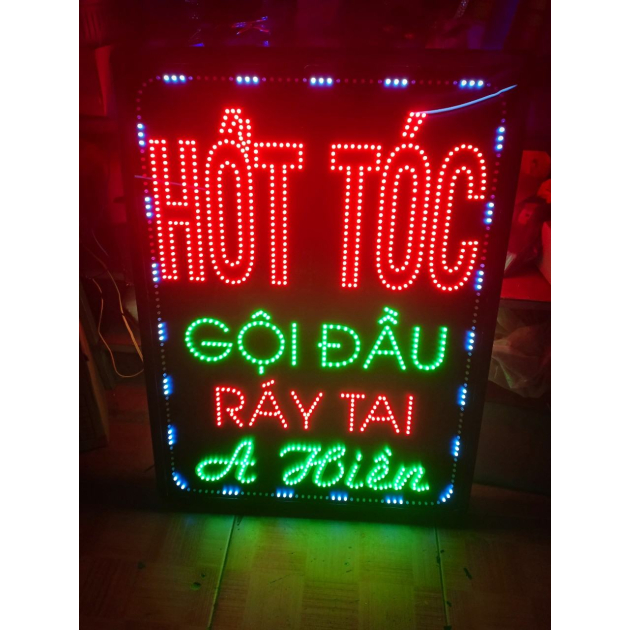 HỚT TÓC
GỘI ĐẦU
RÁY TAI
A Hiền